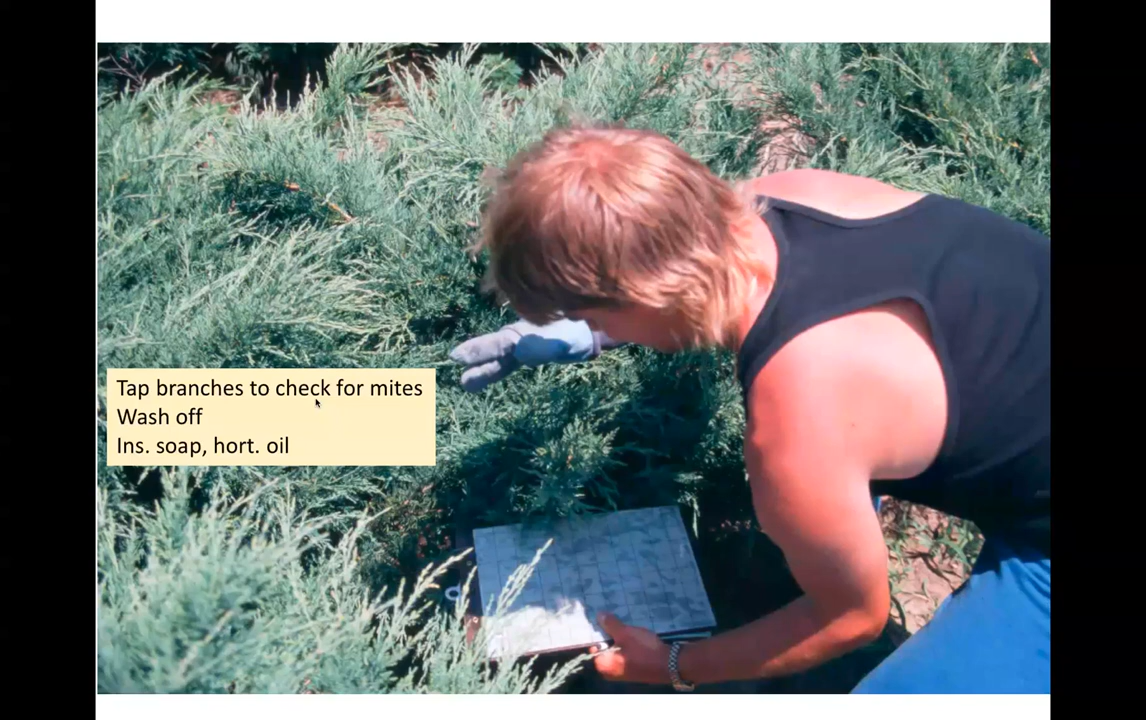 Tap branches to check for mites
Wash off
Ins. soap, hort. oil